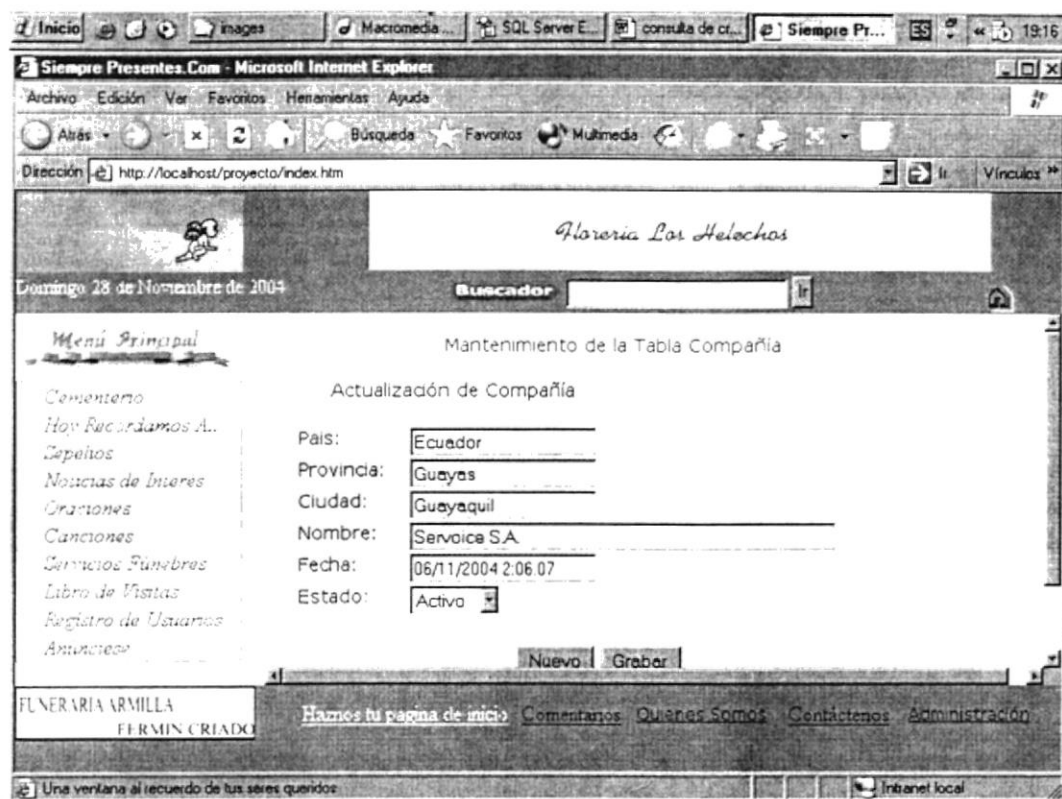 Inicio images Macromedia ... SQL Server E... consulta de cr... Siempre Pr... ES « 19:16
Siempre Presentes.Com - Microsoft Internet Explorer
Archivo Edición Ver Favoritos Herramientas Ayuda
Atrás Búsqueda Favoritos Multimedia
Dirección http://localhost/proyecto/index.htm Ir Vínculos »
Floreria Los Helechos
Domingo 28 de Noviembre de 2004 Buscador Ir
Menú Principal
Cementerio
Hoy Recordamos A..
Sepelios
Noticias de Interés
Oraciones
Canciones
Servicios Fúnebres
Libro de Visitas
Registro de Usuarios
Anunciese
Mantenimiento de la Tabla Compañía
Actualización de Compañía
Pais: Ecuador
Provincia: Guayas
Ciudad: Guayaquil
Nombre: Servoice S.A.
Fecha: 06/11/2004 2:06.07
Estado: Activo
Nuevo Grabar
FUNERARIA ARMILLA
FERMIN CRIADO
Haznos tu pagina de inicio Comentarios Quienes Somos Contáctenos Administración
Una ventana al recuerdo de tus seres queridos Intranet local